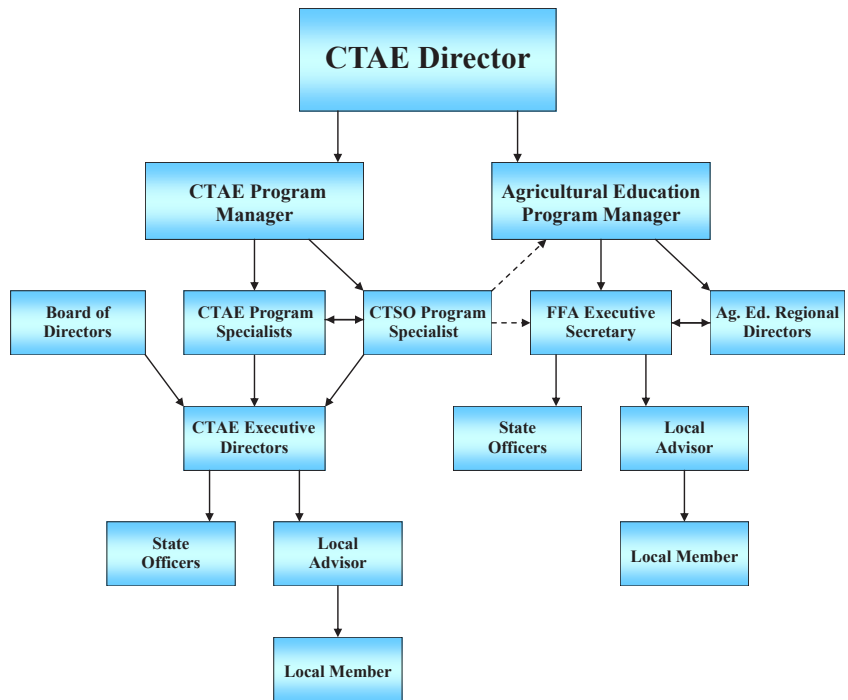 CTAE Director
CTAE Program
Manager
Agricultural Education
Program Manager
Board of
Directors
CTAE Program
Specialists
CTSO Program
Specialist
FFA Executive
Secretary
Ag. Ed. Regional
Directors
CTAE Executive
Directors
State
Officers
Local
Advisor
State
Officers
Local
Advisor
Local Member
Local Member